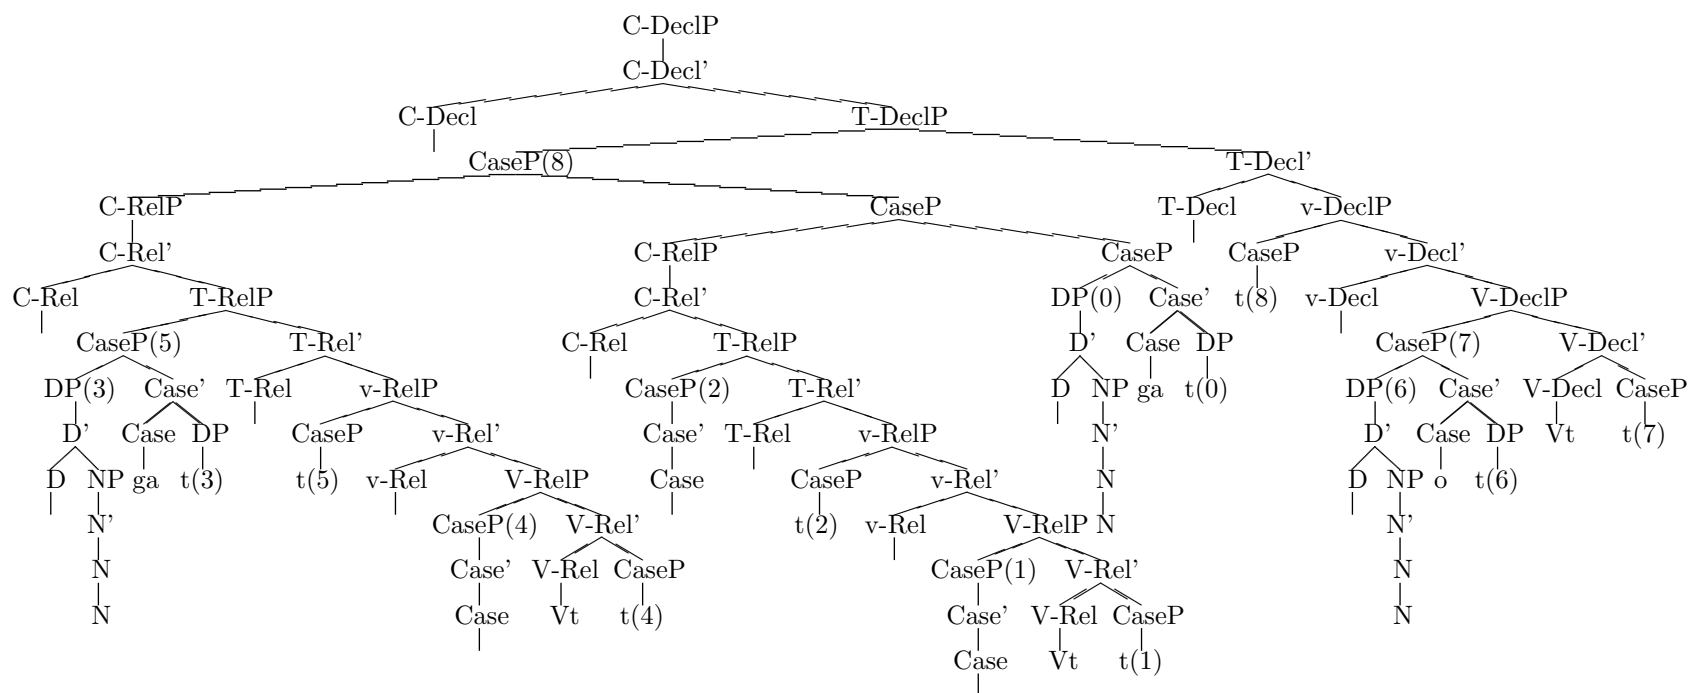 C-DeclP
C-Decl’
C-Decl T-DeclP
CaseP(8) T-Decl’
C-RelP CaseP T-Decl v-DeclP
C-Rel’ C-RelP CaseP CaseP v-Decl’
C-Rel T-RelP C-Rel’ DP(0) Case’ t(8) v-Decl V-DeclP
CaseP(5) T-Rel’ C-Rel T-RelP D’ Case DP CaseP(7) V-Decl’
DP(3) Case’ T-Rel v-RelP CaseP(2) T-Rel’ D NP ga t(0) DP(6) Case’ V-Decl CaseP
D’ Case DP CaseP v-Rel’ Case’ T-Rel v-RelP N’ D’ Case DP Vt t(7)
D NP ga t(3) t(5) v-Rel V-RelP Case CaseP v-Rel’ N D NP o t(6)
N’ CaseP(4) V-Rel’ t(2) v-Rel V-RelP N N’
N Case’ V-Rel CaseP CaseP(1) V-Rel’ N
N Case Vt t(4) Case’ V-Rel CaseP N
Case Vt t(1)